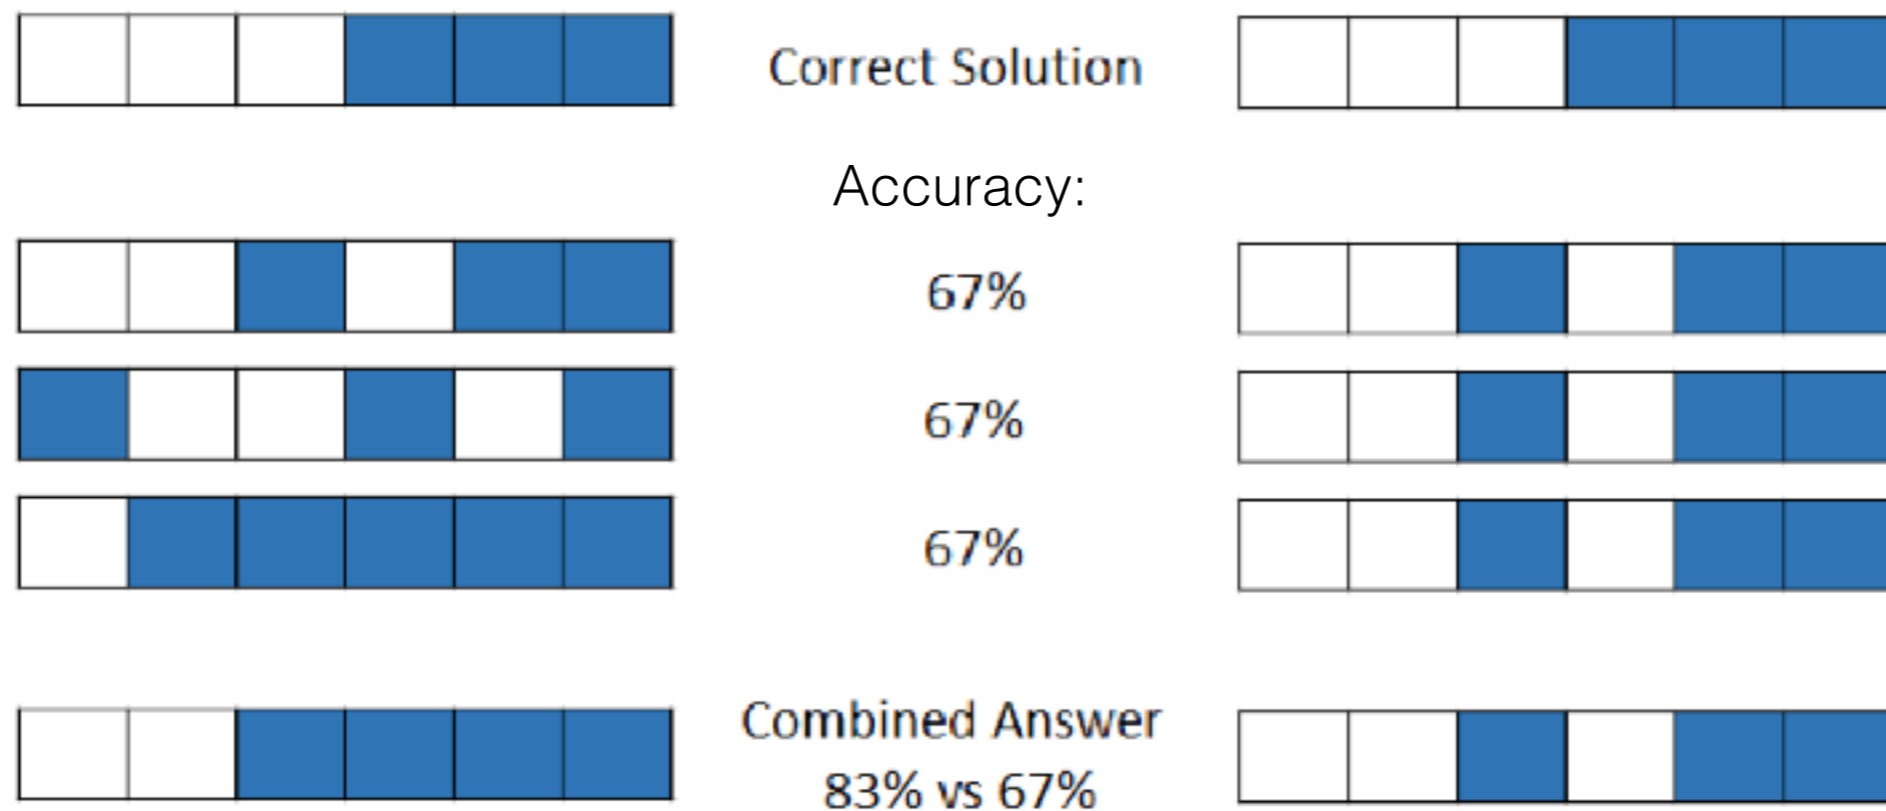 Correct Solution
Accuracy:
67%
67%
67%
Combined Answer
83% vs 67%